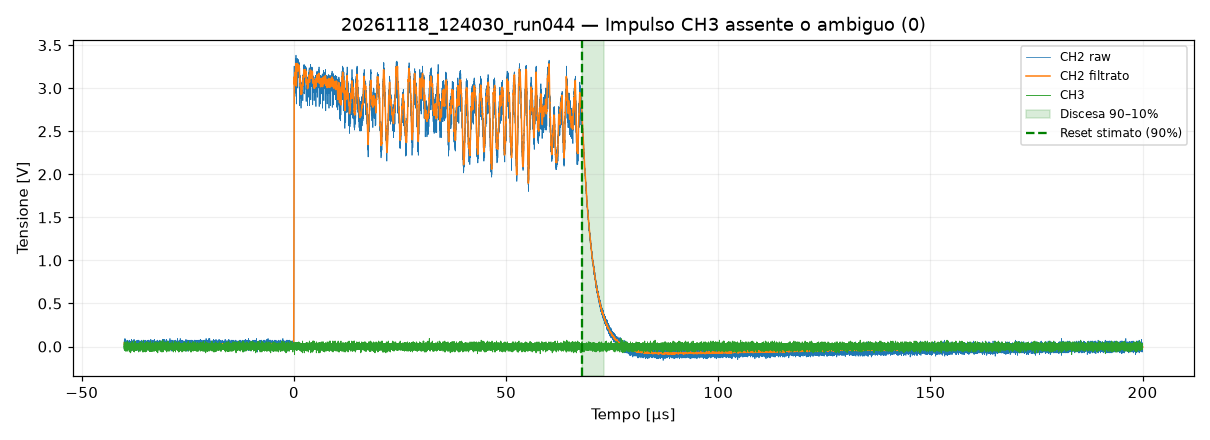 20261118_124030_run044 — Impulso CH3 assente o ambiguo (0)
Tensione [V]
3.5
3.0
2.5
2.0
1.5
1.0
0.5
0.0
CH2 raw
CH2 filtrato
CH3
Discesa 90–10%
Reset stimato (90%)
−50
0
50
100
150
200
Tempo [µs]